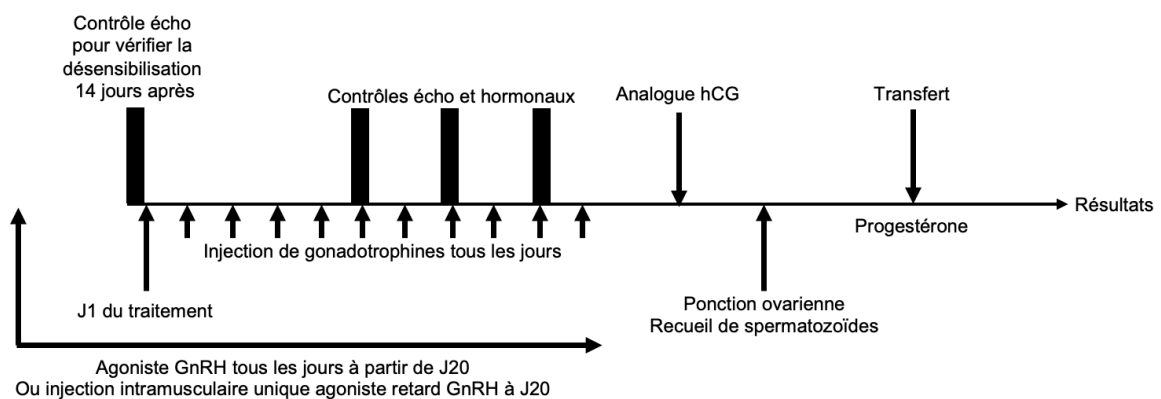 Contrôle écho
pour vérifier la
désensibilisation
14 jours après
Contrôles écho et hormonaux
Analogue hCG
Transfert
Résultats
Progestérone
Injection de gonadotrophines tous les jours
J1 du traitement
Ponction ovarienne
Recueil de spermatozoïdes
Agoniste GnRH tous les jours à partir de J20
Ou injection intramusculaire unique agoniste retard GnRH à J20